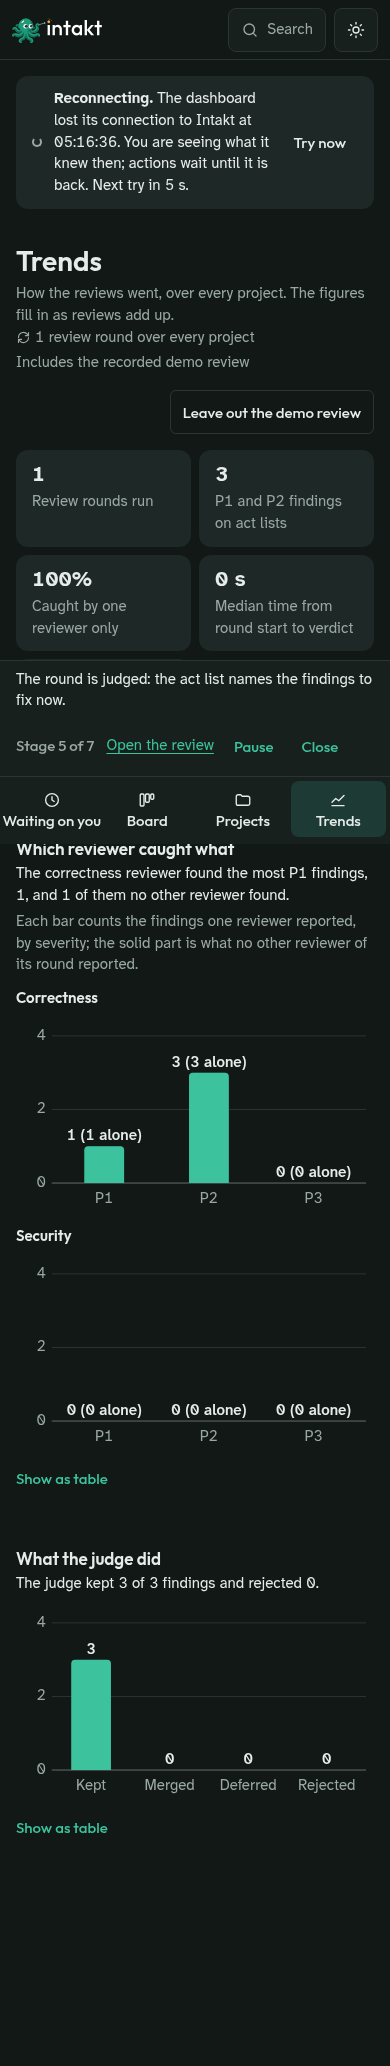 intakt
Search
Reconnecting. The dashboard
lost its connection to Intakt at
05:16:36. You are seeing what it
knew then; actions wait until it is
back. Next try in 5 s.
Try now
Trends
How the reviews went, over every project. The figures
fill in as reviews add up.
1 review round over every project
Includes the recorded demo review
Leave out the demo review
1
Review rounds run
3
P1 and P2 findings
on act lists
100%
Caught by one
reviewer only
0 s
Median time from
round start to verdict
The round is judged: the act list names the findings to
fix now.
Stage 5 of 7
Open the review
Pause
Close
Waiting on you
Board
Projects
Trends
Which reviewer caught what
The correctness reviewer found the most P1 findings,
1, and 1 of them no other reviewer found.
Each bar counts the findings one reviewer reported,
by severity; the solid part is what no other reviewer of
its round reported.
Correctness
4
2
0
1 (1 alone)
3 (3 alone)
0 (0 alone)
P1
P2
P3
Security
4
2
0
0 (0 alone)
0 (0 alone)
0 (0 alone)
P1
P2
P3
Show as table
What the judge did
The judge kept 3 of 3 findings and rejected 0.
4
2
0
3
0
0
0
Kept
Merged
Deferred
Rejected
Show as table